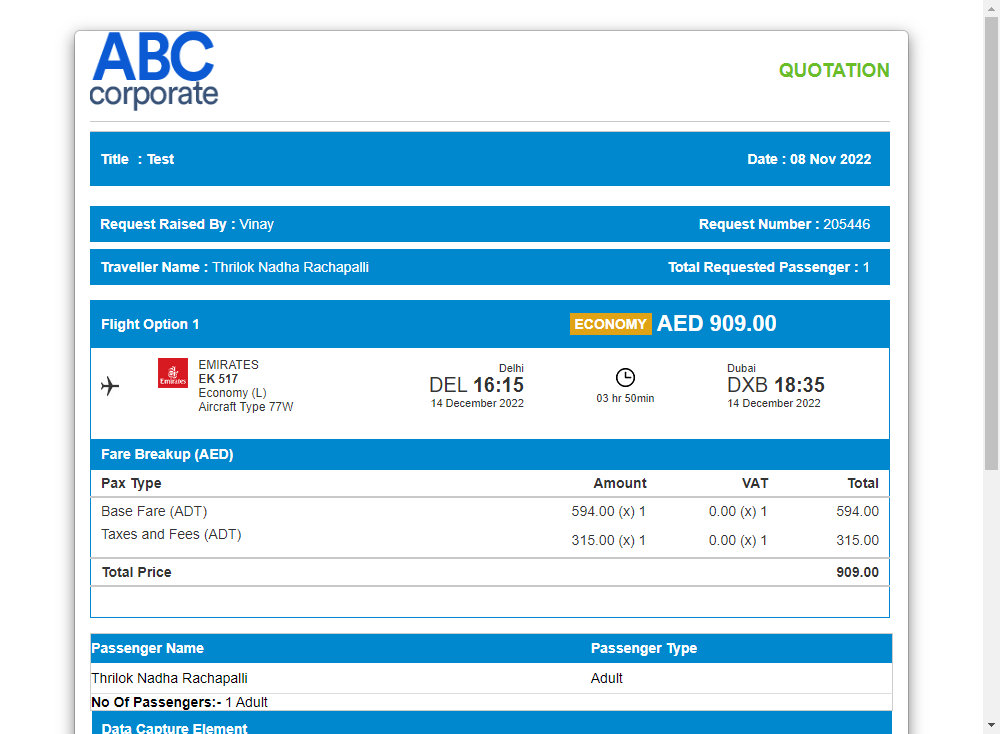 ABC
corporate
QUOTATION
Title : Test Date : 08 Nov 2022
Request Raised By : Vinay Request Number : 205446
Traveller Name : Thrilok Nadha Rachapalli Total Requested Passenger : 1
Flight Option 1 ECONOMY AED 909.00
Emirates
EMIRATES
EK 517
Economy (L)
Aircraft Type 77W
Delhi
DEL 16:15
14 December 2022
03 hr 50min
Dubai
DXB 18:35
14 December 2022
Fare Breakup (AED)
Pax Type Amount VAT Total
Base Fare (ADT) 594.00 (x) 1 0.00 (x) 1 594.00
Taxes and Fees (ADT) 315.00 (x) 1 0.00 (x) 1 315.00
Total Price 909.00
Passenger Name Passenger Type
Thrilok Nadha Rachapalli Adult
No Of Passengers:- 1 Adult
Data Capture Element